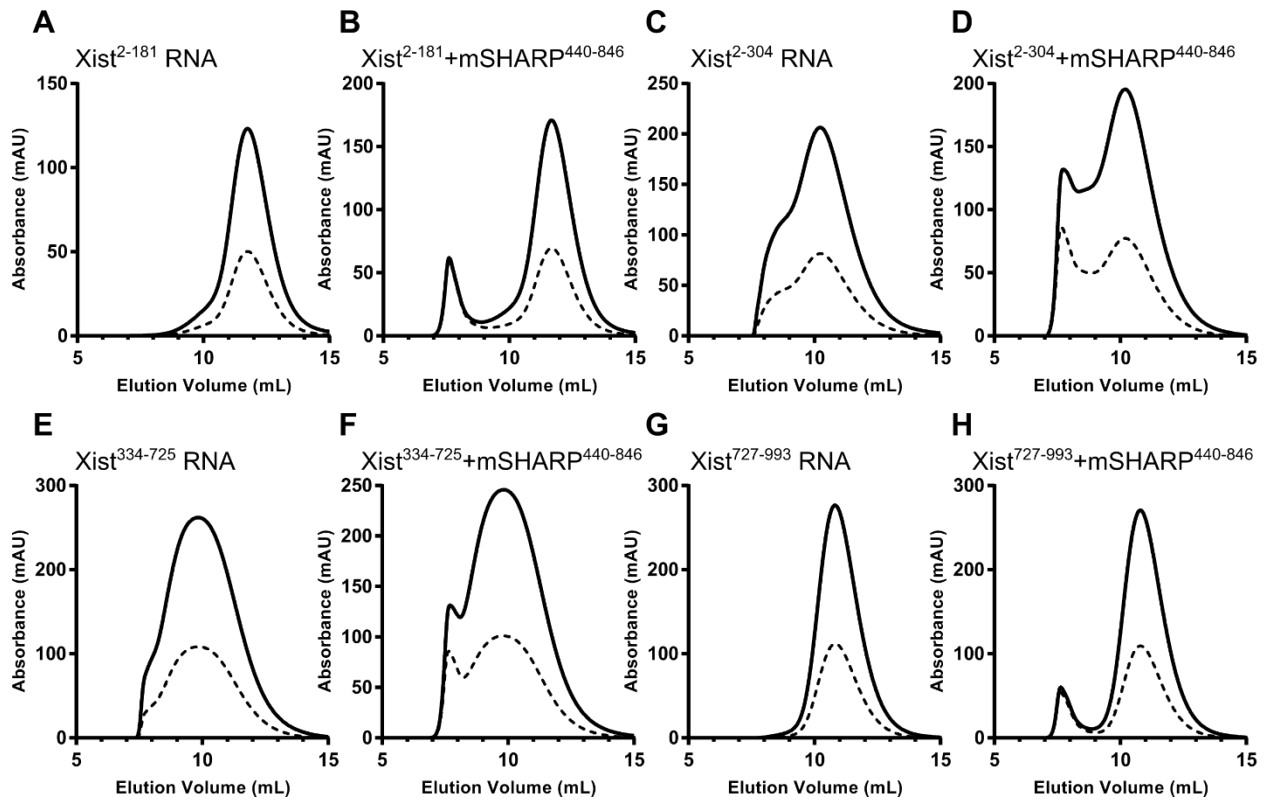 A
Xist2-181 RNA
150
100
50
0
5 10 15
Absorbance (mAU)
Elution Volume (mL)
B
Xist2-181+mSHARP440-846
200
150
100
50
0
5 10 15
Absorbance (mAU)
Elution Volume (mL)
C
Xist2-304 RNA
250
200
150
100
50
0
5 10 15
Absorbance (mAU)
Elution Volume (mL)
D
Xist2-304+mSHARP440-846
200
150
100
50
0
5 10 15
Absorbance (mAU)
Elution Volume (mL)
E
Xist334-725 RNA
300
200
100
0
5 10 15
Absorbance (mAU)
Elution Volume (mL)
F
Xist334-725+mSHARP440-846
250
200
150
100
50
0
5 10 15
Absorbance (mAU)
Elution Volume (mL)
G
Xist727-993 RNA
300
200
100
0
5 10 15
Absorbance (mAU)
Elution Volume (mL)
H
Xist727-993+mSHARP440-846
300
200
100
0
5 10 15
Absorbance (mAU)
Elution Volume (mL)